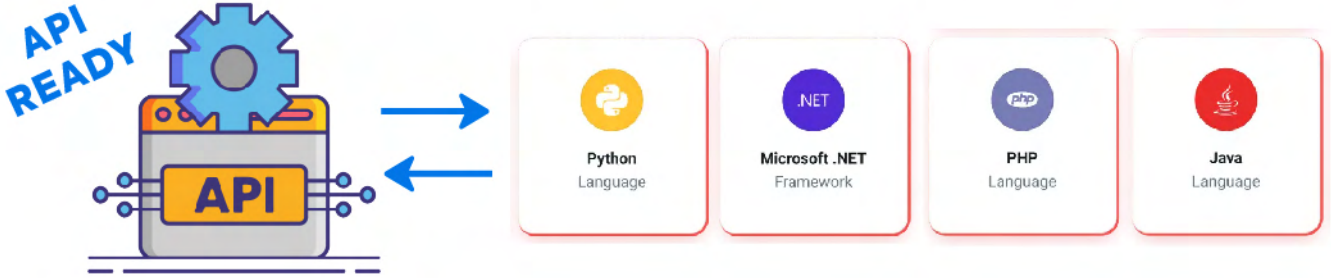 API
READY
API
Python
Language
.NET
Microsoft .NET
Framework
php
PHP
Language
Java
Language